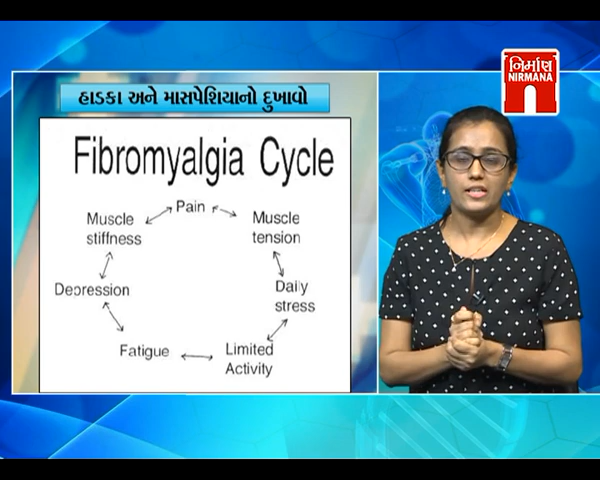 નિર્માણ
NIRMANA
હાડકા અને માસપેશિયાનો દુખાવો
Fibromyalgia Cycle
Pain
Muscle
tension
Daily
stress
Limited
Activity
Fatigue
Depression
Muscle
stiffness